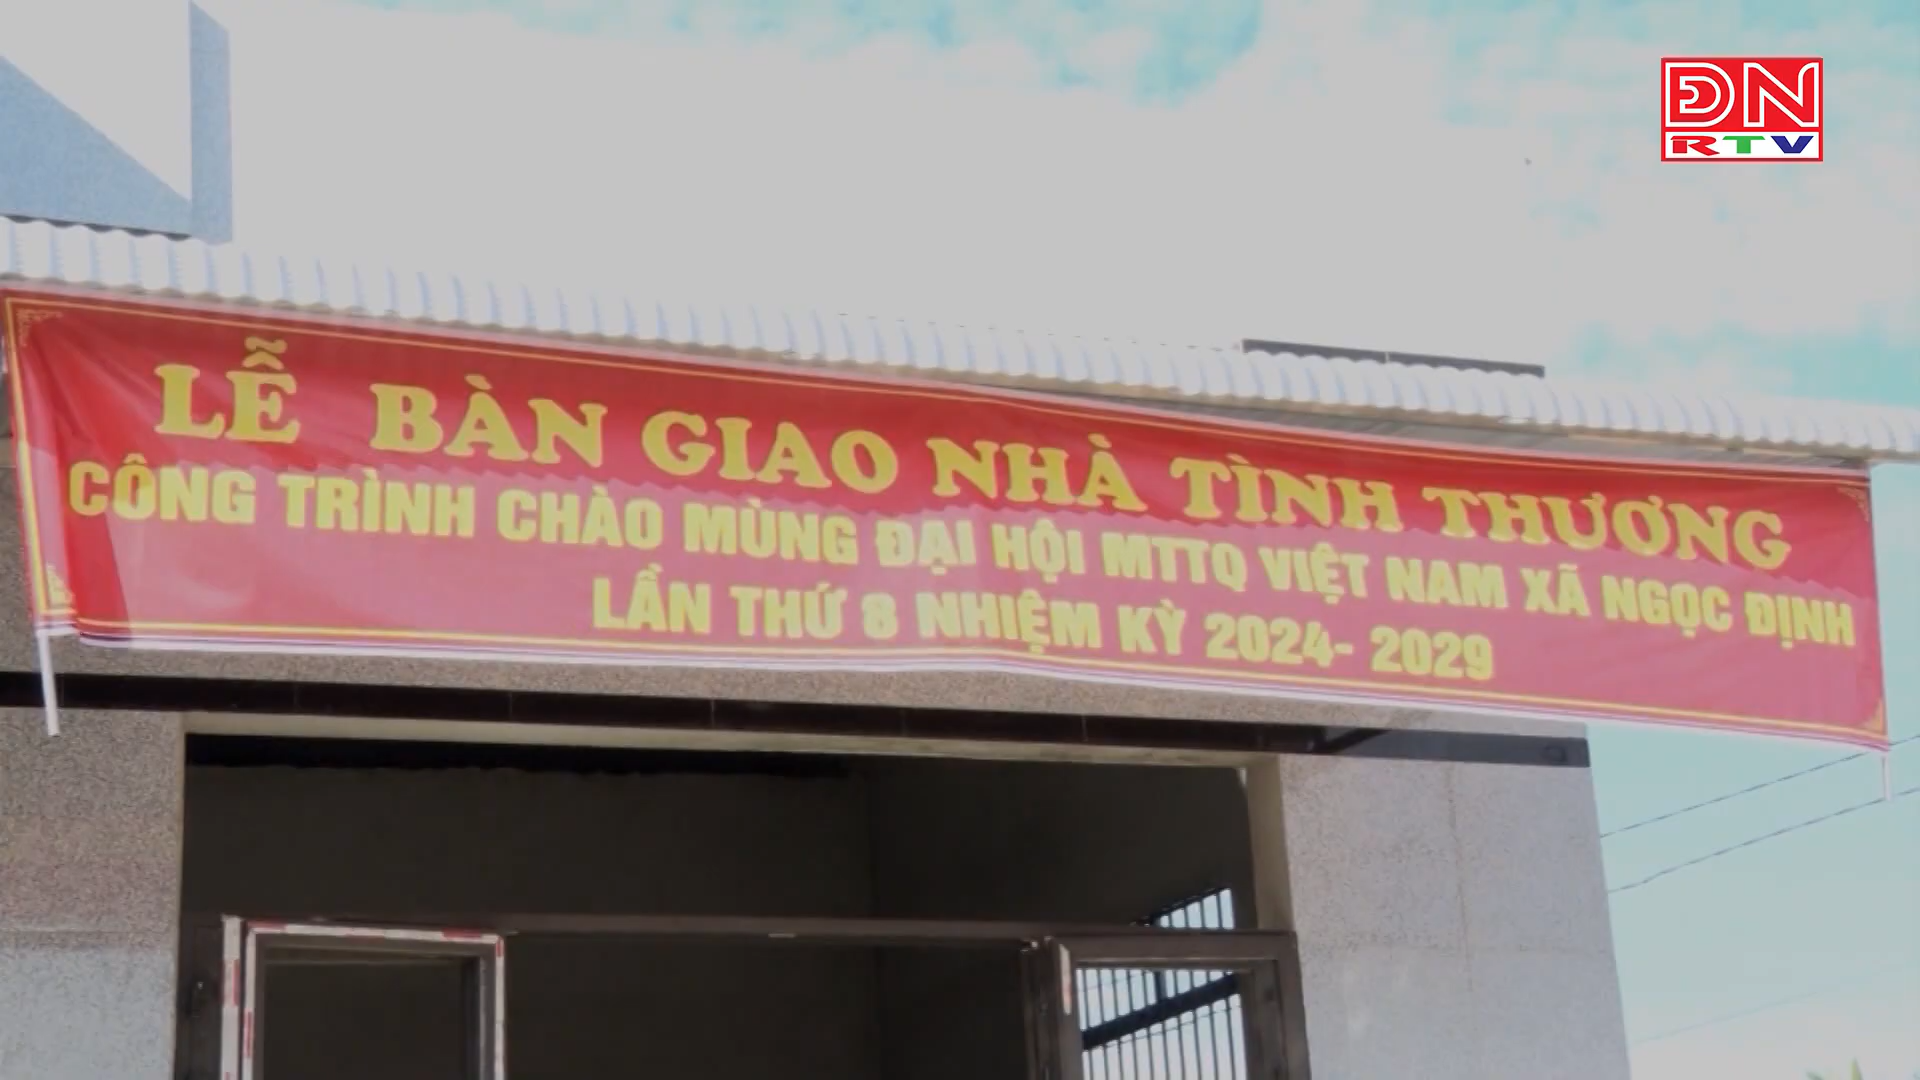 ĐN
RTV
LỄ BÀN GIAO NHÀ TÌNH THƯƠNG
CÔNG TRÌNH CHÀO MÙNG ĐẠI HỘI MTTQ VIỆT NAM XÃ NGỌC ĐỊNH
LẦN THỨ 8 NHIỆM KỲ 2024- 2029